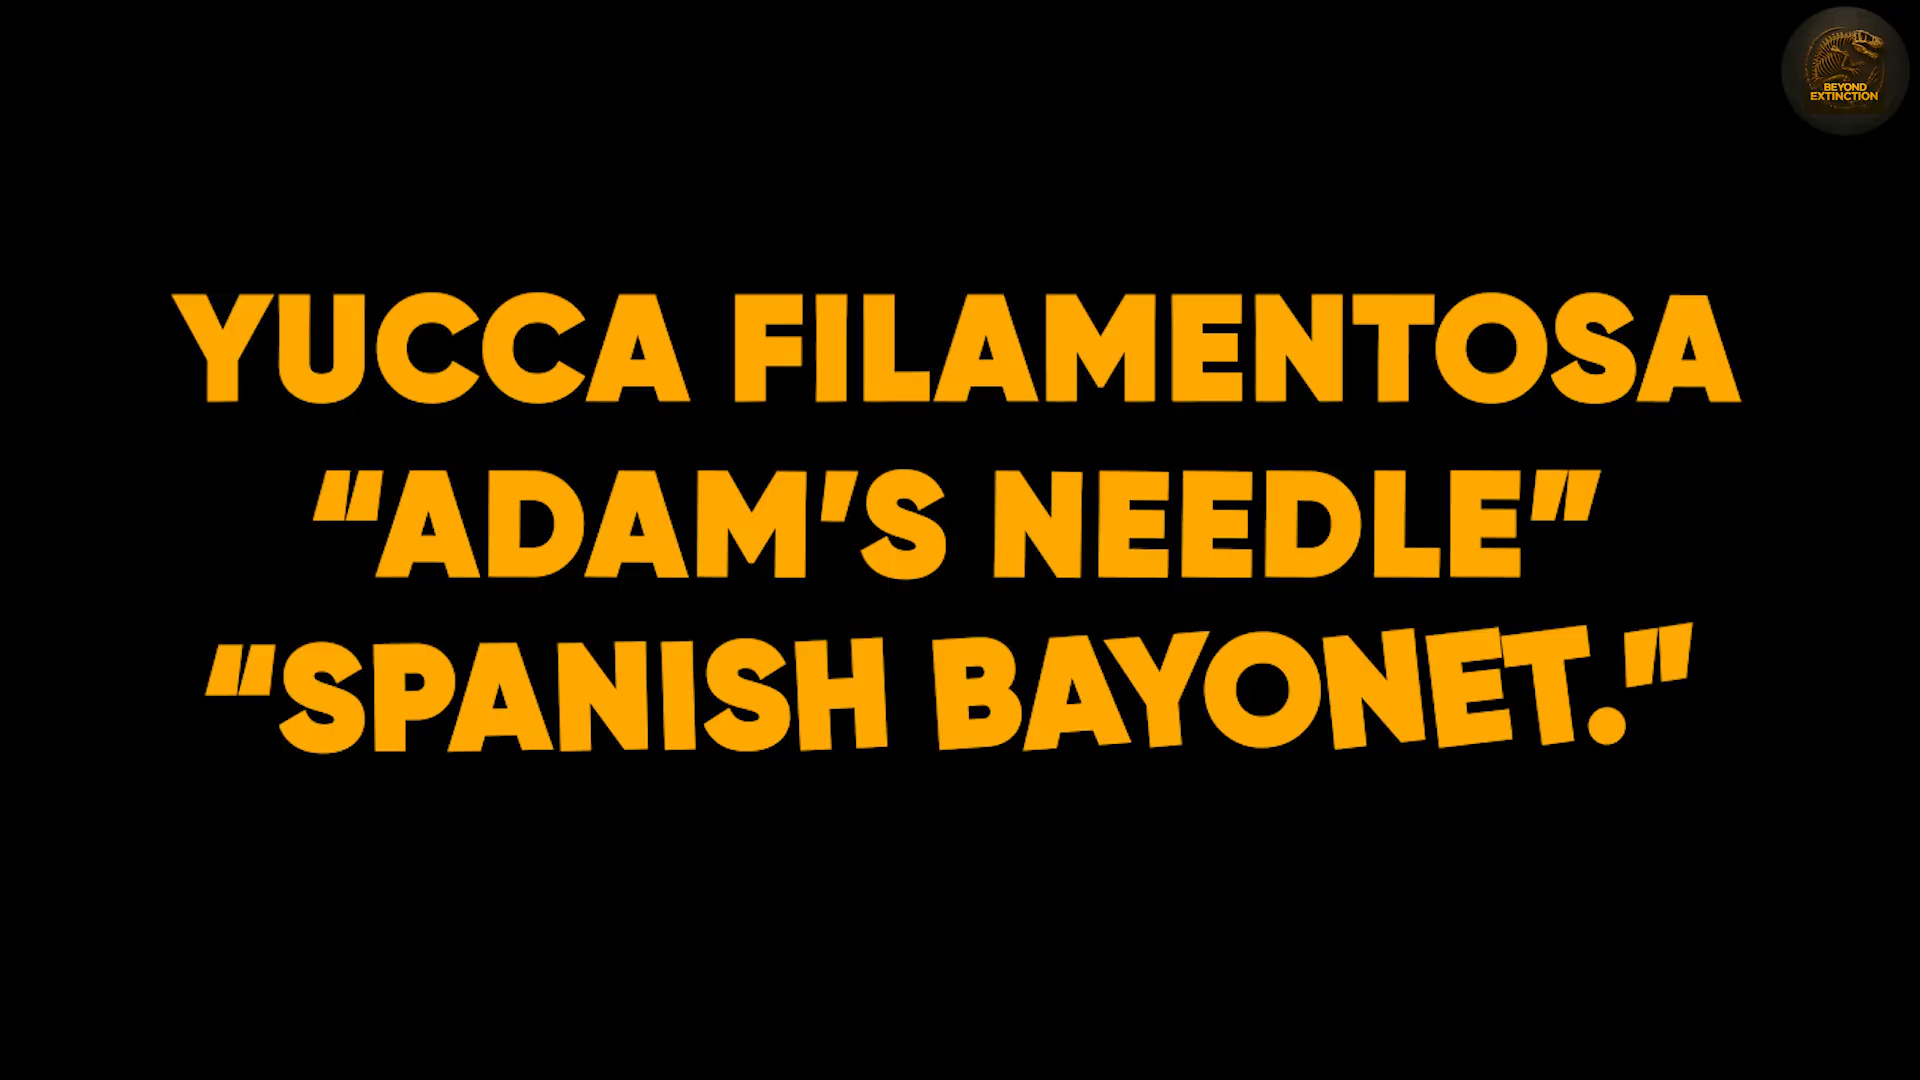 BEYOND
EXTINCTION
YUCCA FILAMENTOSA
“ADAM’S NEEDLE”
“SPANISH BAYONET.”